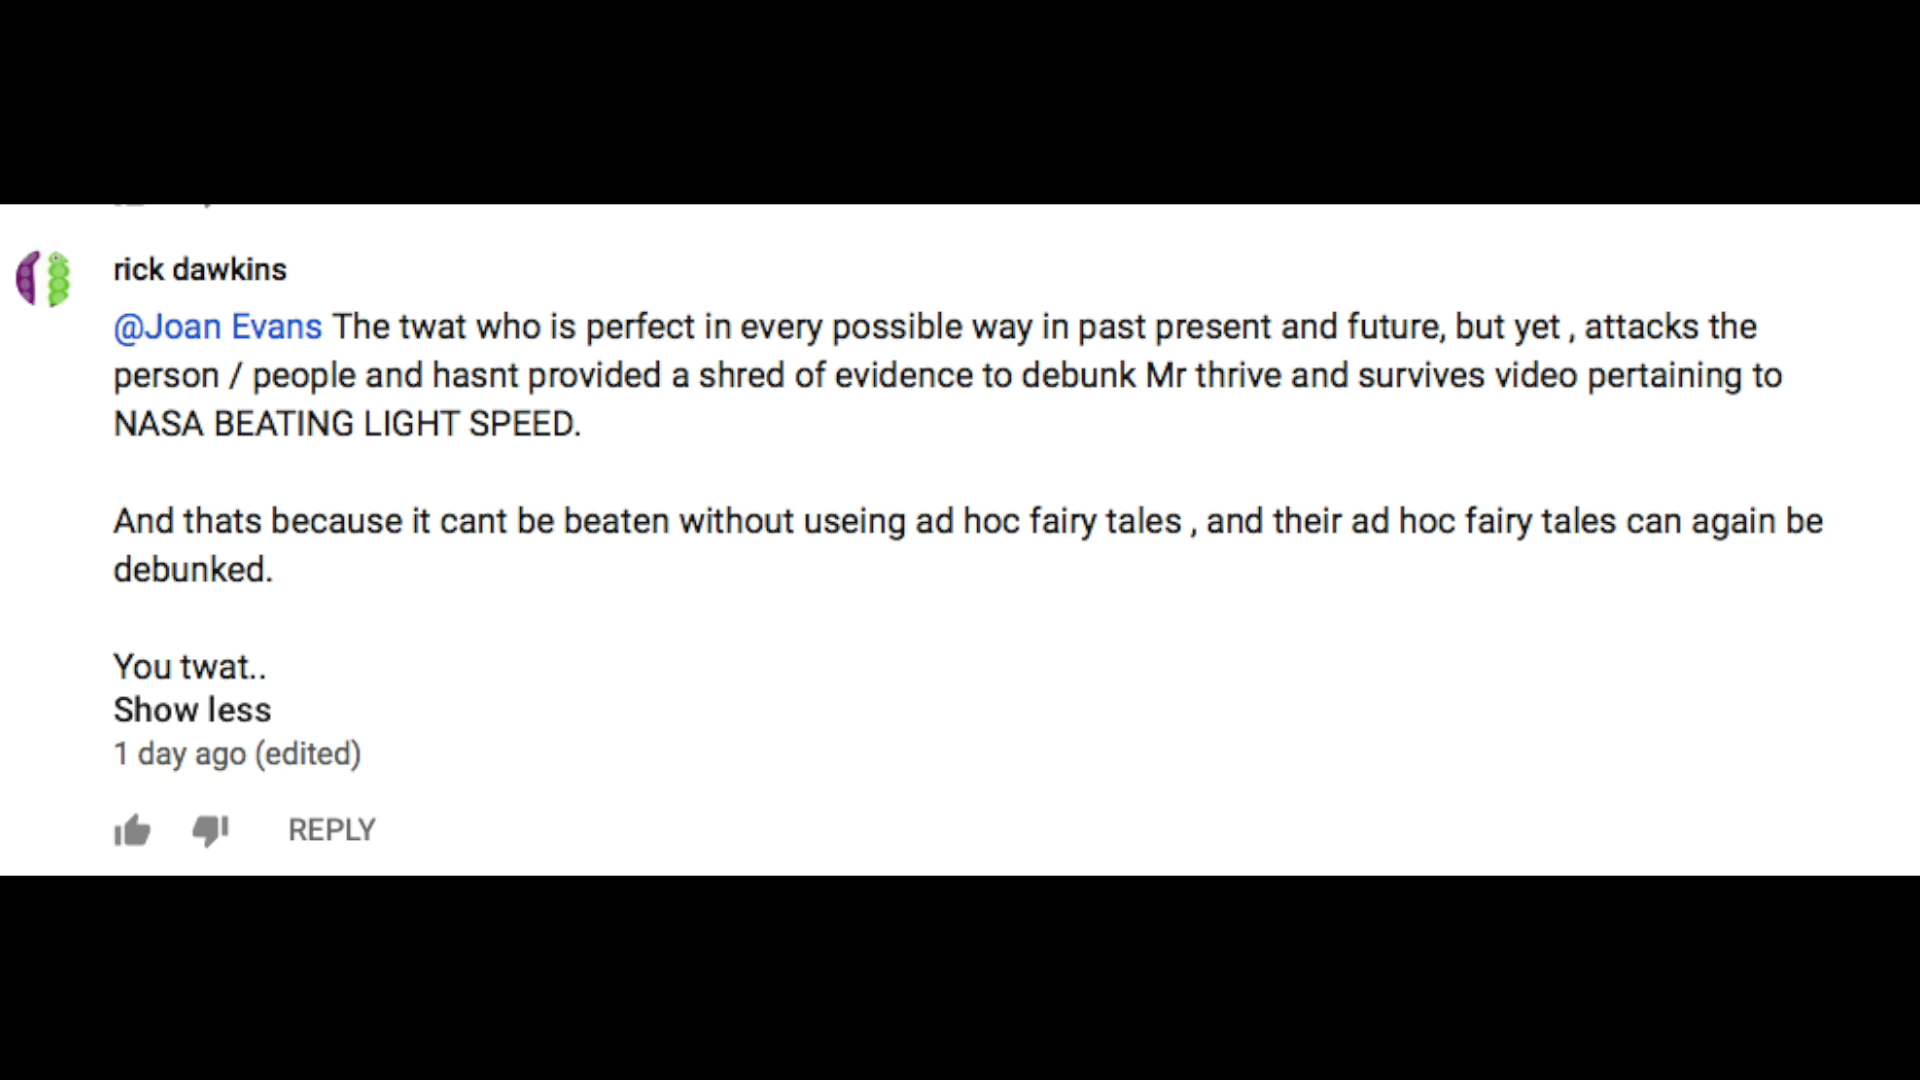 rick dawkins
@Joan Evans The twat who is perfect in every possible way in past present and future, but yet , attacks the
person / people and hasnt provided a shred of evidence to debunk Mr thrive and survives video pertaining to
NASA BEATING LIGHT SPEED.
And thats because it cant be beaten without useing ad hoc fairy tales , and their ad hoc fairy tales can again be
debunked.
You twat..
Show less
1 day ago (edited)
REPLY